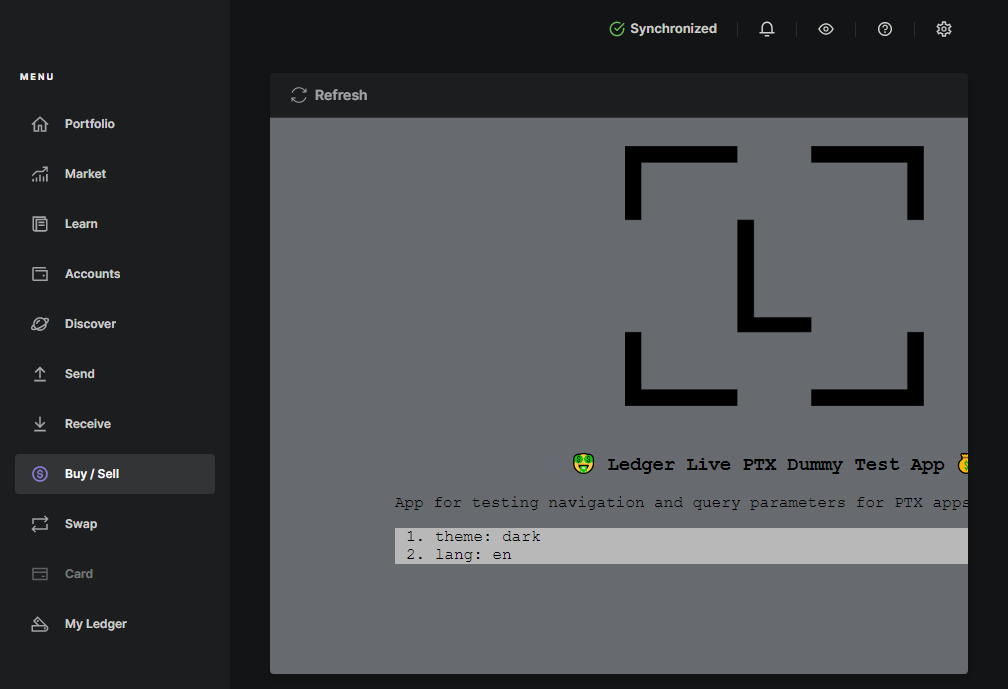 Synchronized
MENU
Refresh
Portfolio
Market
Learn
Accounts
Discover
Send
Receive
Buy / Sell
Swap
Card
My Ledger
🤑 Ledger Live PTX Dummy Test App 💰
App for testing navigation and query parameters for PTX apps
1. theme: dark
2. lang: en